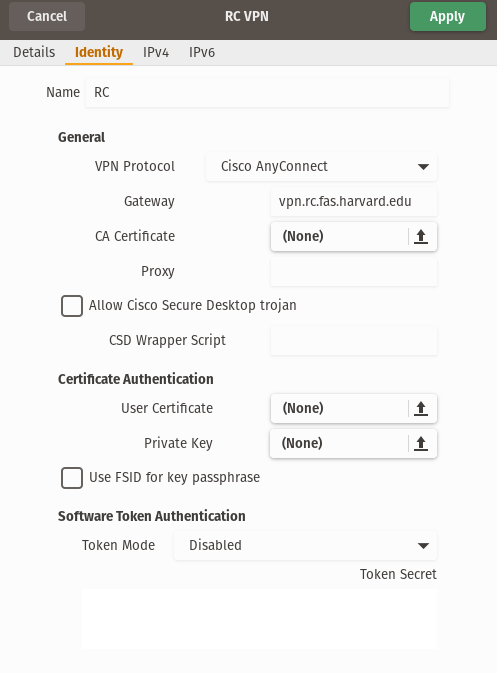 Cancel RC VPN Apply
Details Identity IPv4 IPv6
Name RC
General
VPN Protocol Cisco AnyConnect
Gateway vpn.rc.fas.harvard.edu
CA Certificate (None)
Proxy
Allow Cisco Secure Desktop trojan
CSD Wrapper Script
Certificate Authentication
User Certificate (None)
Private Key (None)
Use FSID for key passphrase
Software Token Authentication
Token Mode Disabled
Token Secret